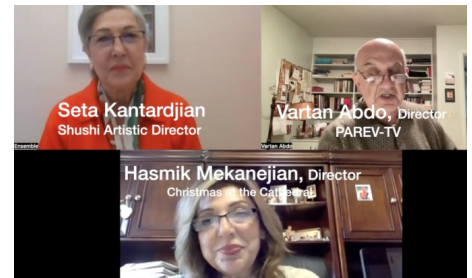 Seta Kantardjian
Shushi Artistic Director
Ensemble
Vartan Abdo, Director
PAREV-TV
Vartan Abdo
Hasmik Mekanejian, Director
Christmas at the Cathedral